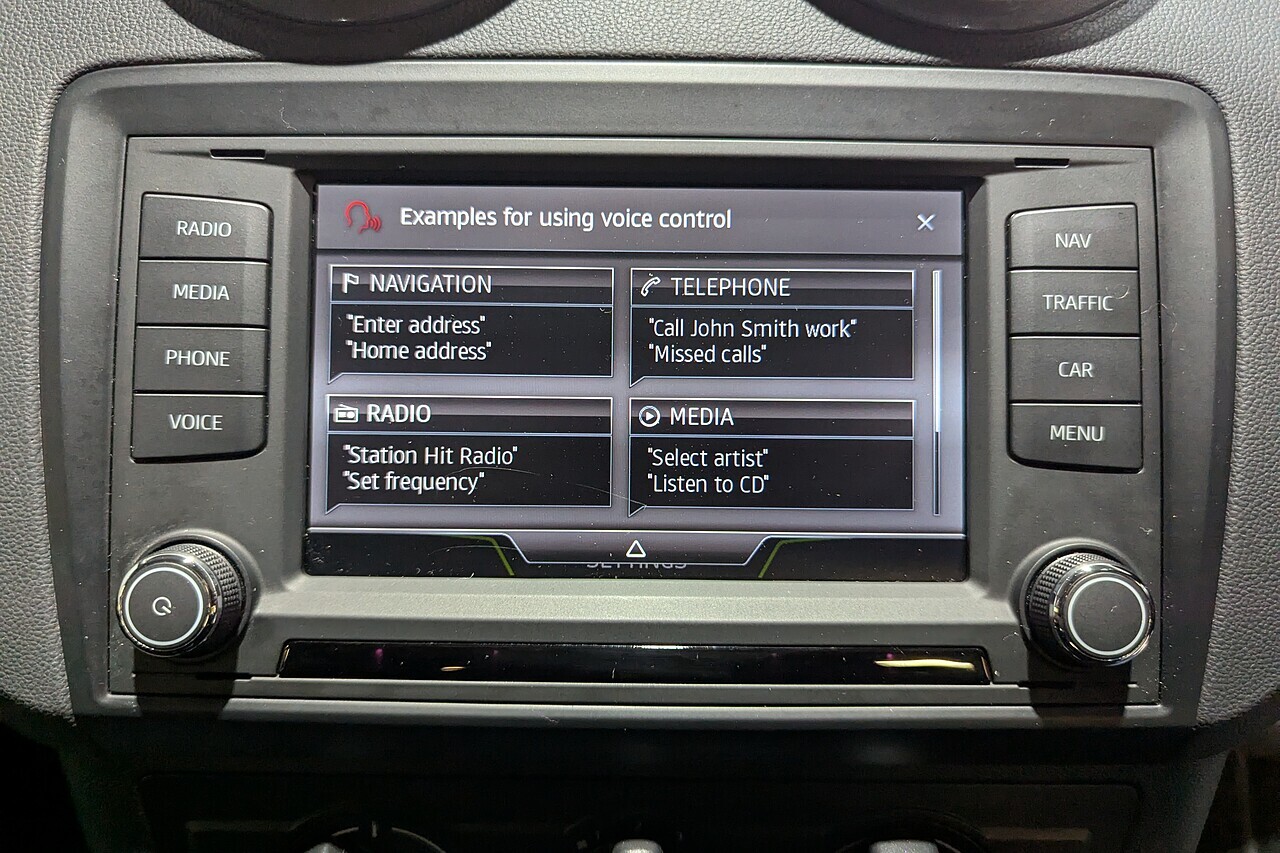 Examples for using voice control
RADIO
MEDIA
PHONE
VOICE
NAVIGATION
"Enter address"
"Home address"
TELEPHONE
"Call John Smith work"
"Missed calls"
RADIO
"Station Hit Radio"
"Set frequency"
MEDIA
"Select artist"
"Listen to CD"
SETTINGS
NAV
TRAFFIC
CAR
MENU